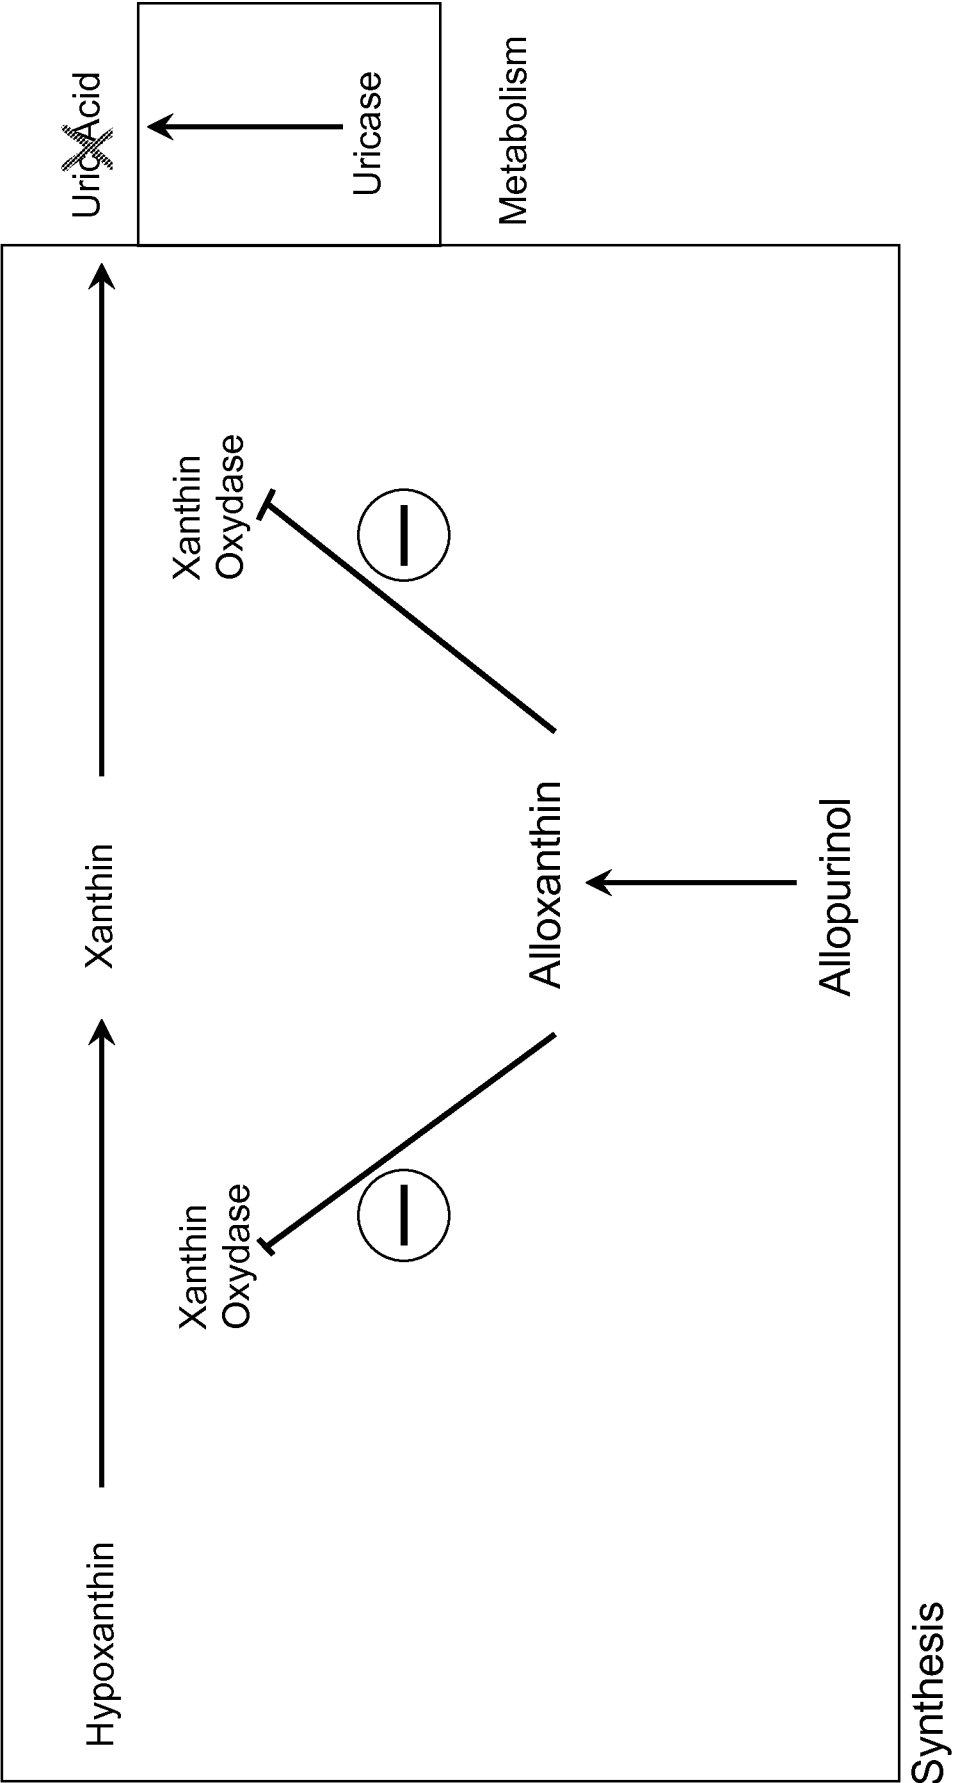 Hypoxanthin
Xanthin
Uric Acid
Xanthin
Oxydase
Xanthin
Oxydase
Uricase
Alloxanthin
Metabolism
Allopurinol
Synthesis